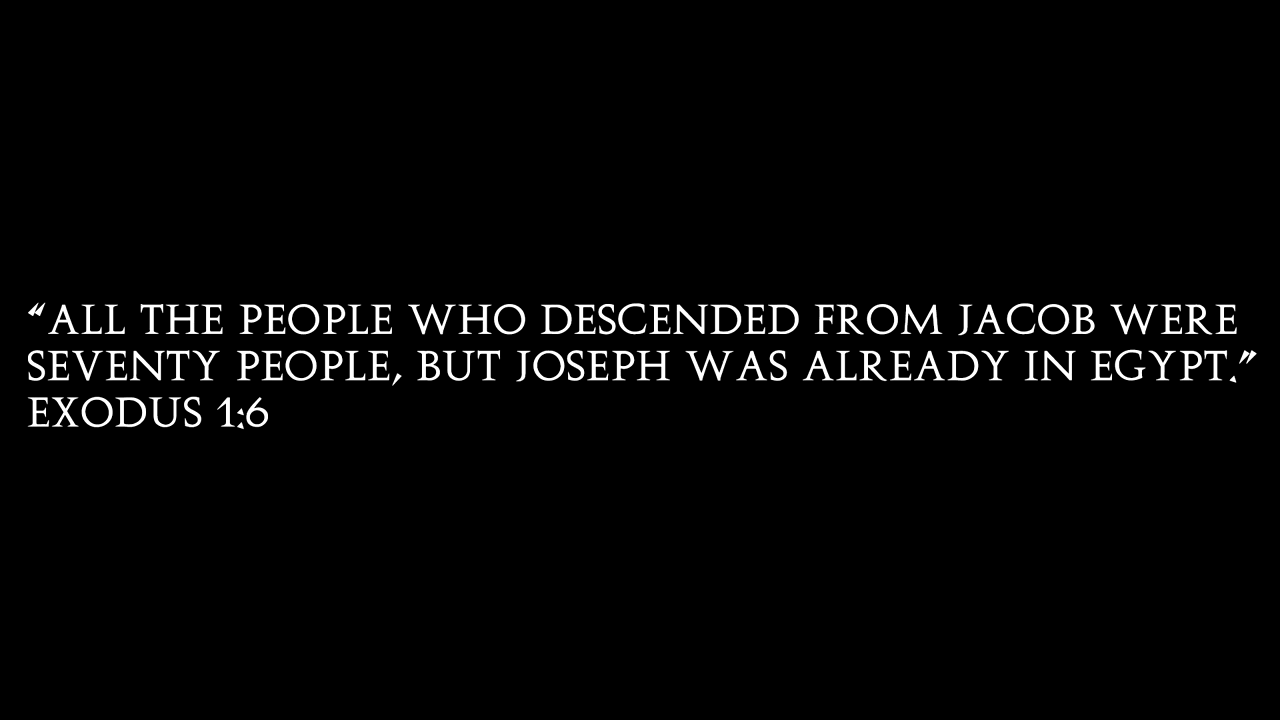 “ALL THE PEOPLE WHO DESCENDED FROM JACOB WERE
SEVENTY PEOPLE, BUT JOSEPH WAS ALREADY IN EGYPT.”
EXODUS 1:6